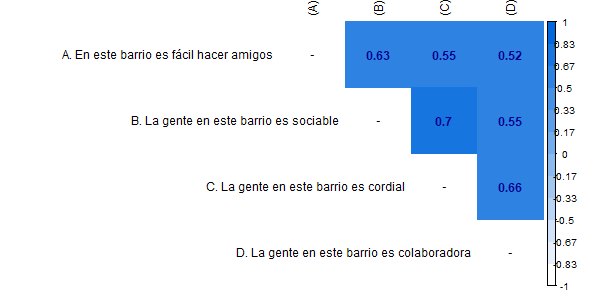 (A)
(B)
(C)
(D)
A. En este barrio es fácil hacer amigos - 0.63 0.55 0.52
B. La gente en este barrio es sociable - 0.7 0.55
C. La gente en este barrio es cordial - 0.66
D. La gente en este barrio es colaboradora -
1
0.83
0.67
0.5
0.33
0.17
0
-0.17
-0.33
-0.5
-0.67
-0.83
-1